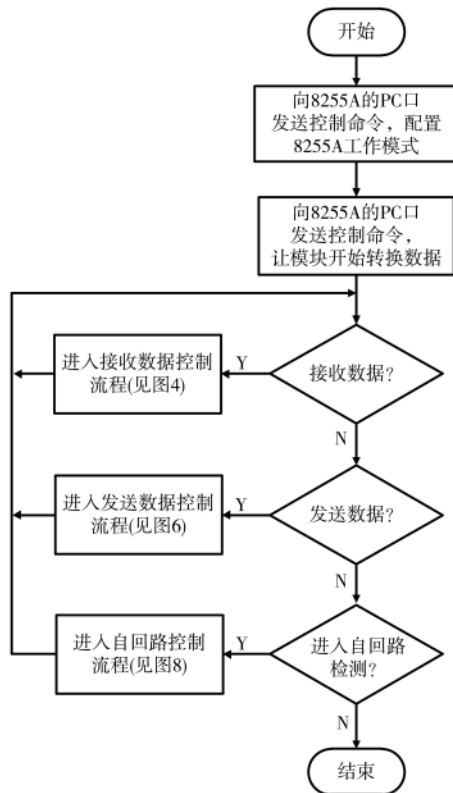 开始
向8255A的PC口
发送控制命令，配置
8255A工作模式
向8255A的PC口
发送控制命令，
让模块开始转换数据
进入接收数据控制
流程(见图4)
Y
接收数据?
N
进入发送数据控制
流程(见图6)
Y
发送数据?
N
进入自回路控制
流程(见图8)
Y
进入自回路
检测?
N
结束